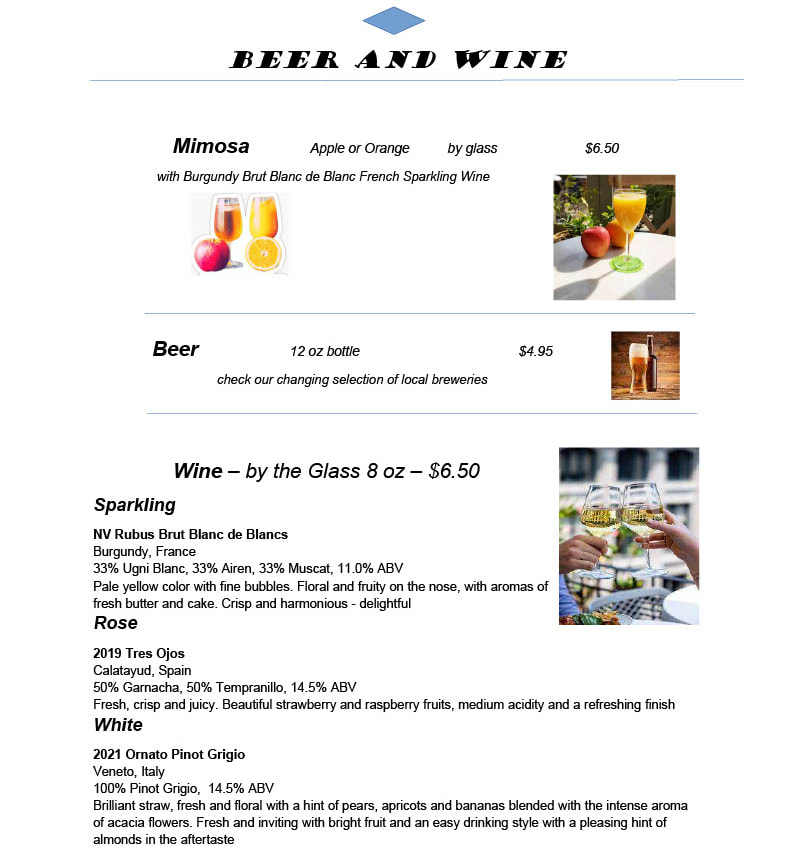 BEER AND WINE
Mimosa Apple or Orange by glass $6.50
with Burgundy Brut Blanc de Blanc French Sparkling Wine
Beer 12 oz bottle $4.95
check our changing selection of local breweries
Wine – by the Glass 8 oz – $6.50
Sparkling
NV Rubus Brut Blanc de Blancs
Burgundy, France
33% Ugni Blanc, 33% Airen, 33% Muscat, 11.0% ABV
Pale yellow color with fine bubbles. Floral and fruity on the nose, with aromas of
fresh butter and cake. Crisp and harmonious - delightful
Rose
2019 Tres Ojos
Calatayud, Spain
50% Garnacha, 50% Tempranillo, 14.5% ABV
Fresh, crisp and juicy. Beautiful strawberry and raspberry fruits, medium acidity and a refreshing finish
White
2021 Ornato Pinot Grigio
Veneto, Italy
100% Pinot Grigio, 14.5% ABV
Brilliant straw, fresh and floral with a hint of pears, apricots and bananas blended with the intense aroma
of acacia flowers. Fresh and inviting with bright fruit and an easy drinking style with a pleasing hint of
almonds in the aftertaste